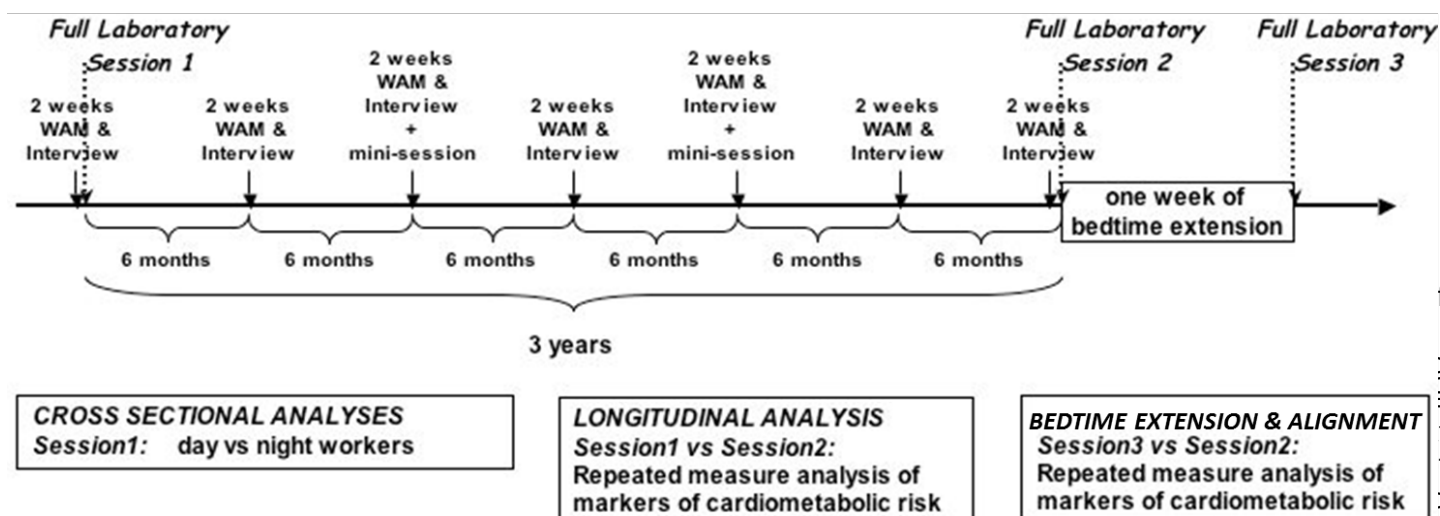 Full Laboratory
Session 1
2 weeks
WAM &
Interview
2 weeks
WAM &
Interview
2 weeks
WAM &
Interview
+
mini-session
2 weeks
WAM &
Interview
2 weeks
WAM &
Interview
+
mini-session
2 weeks
WAM &
Interview
2 weeks
WAM &
Interview
Full Laboratory
Session 2
Full Laboratory
Session 3
one week of
bedtime extension
6 months
6 months
6 months
6 months
6 months
6 months
3 years
CROSS SECTIONAL ANALYSES
Session1: day vs night workers
LONGITUDINAL ANALYSIS
Session1 vs Session2:
Repeated measure analysis of
markers of cardiometabolic risk
BEDTIME EXTENSION & ALIGNMENT
Session3 vs Session2:
Repeated measure analysis of
markers of cardiometabolic risk